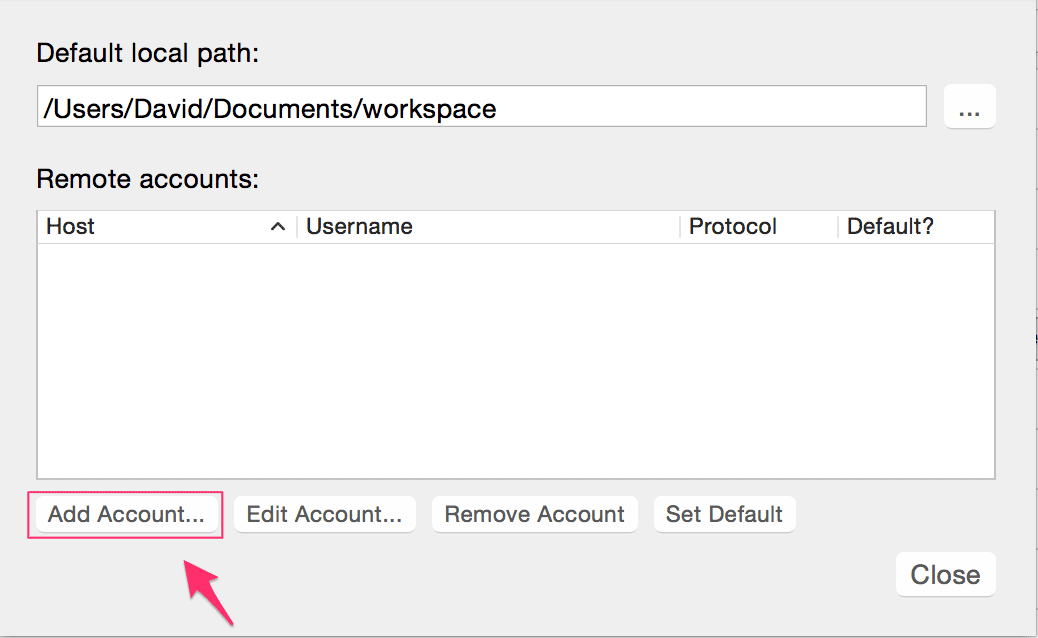 Default local path:
/Users/David/Documents/workspace ...
Remote accounts:
Host Username Protocol Default?
Add Account... Edit Account... Remove Account Set Default
Close